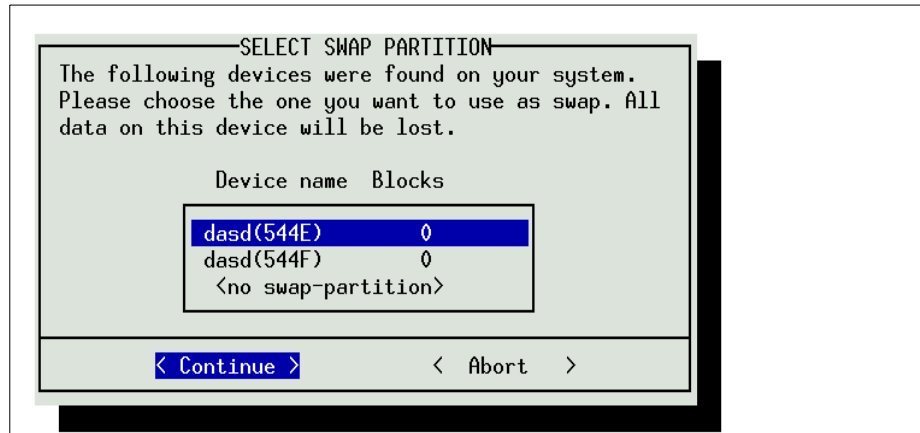 SELECT SWAP PARTITION
The following devices were found on your system.
Please choose the one you want to use as swap. All
data on this device will be lost.
Device name Blocks
dasd(544E) 0
dasd(544F) 0
<no swap-partition>
< Continue > < Abort >